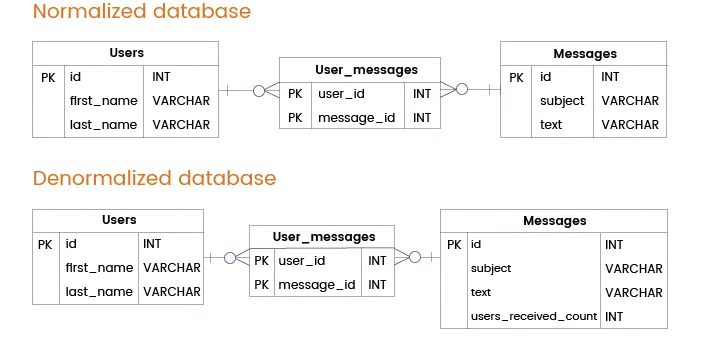 Normalized database
Users
PK id INT
first_name VARCHAR
last_name VARCHAR
User_messages
PK user_id INT
PK message_id INT
Messages
PK id INT
subject VARCHAR
text VARCHAR
Denormalized database
Users
PK id INT
first_name VARCHAR
last_name VARCHAR
User_messages
PK user_id INT
PK message_id INT
Messages
PK id INT
subject VARCHAR
text VARCHAR
users_received_count INT